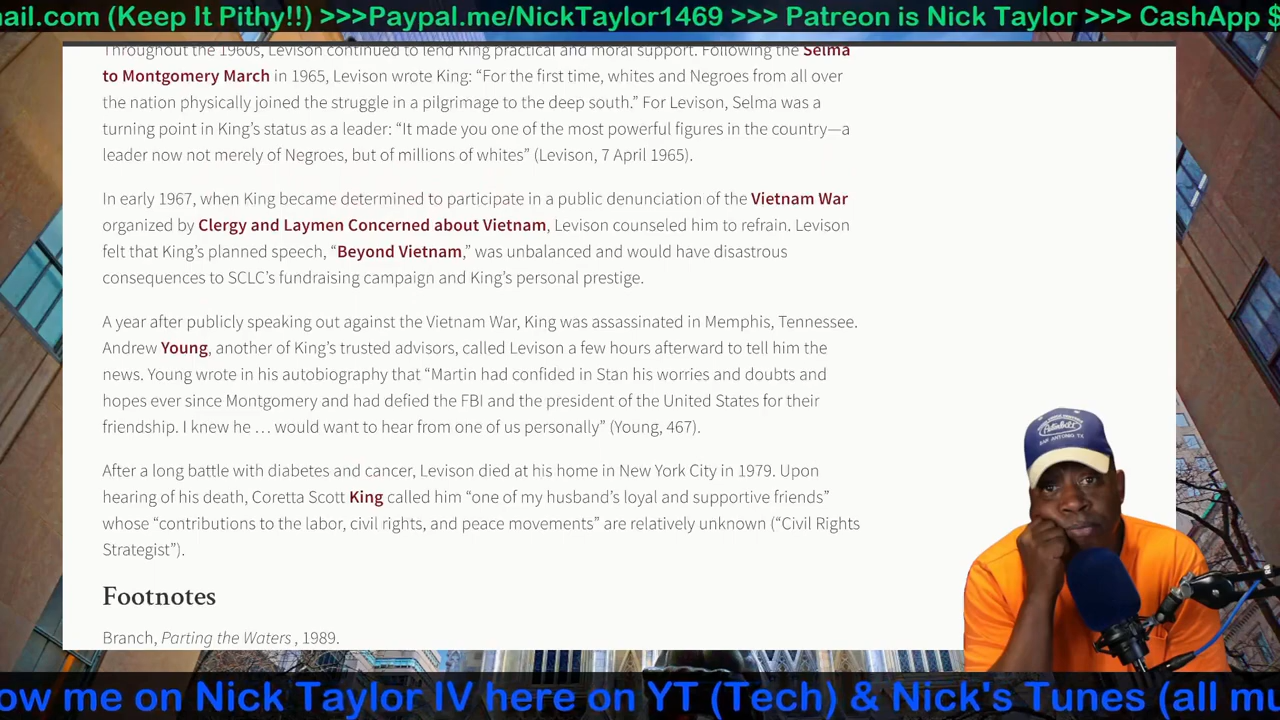 ail.com (Keep It Pithy!!) >>>Paypal.me/NickTaylor1469 >>> Patreon is Nick Taylor >>> CashApp $
Throughout the 1960s, Levison continued to lend King practical and moral support. Following the Selma
to Montgomery March in 1965, Levison wrote King: “For the first time, whites and Negroes from all over
the nation physically joined the struggle in a pilgrimage to the deep south.” For Levison, Selma was a
turning point in King’s status as a leader: “It made you one of the most powerful figures in the country—a
leader now not merely of Negroes, but of millions of whites” (Levison, 7 April 1965).
In early 1967, when King became determined to participate in a public denunciation of the Vietnam War
organized by Clergy and Laymen Concerned about Vietnam, Levison counseled him to refrain. Levison
felt that King’s planned speech, “Beyond Vietnam,” was unbalanced and would have disastrous
consequences to SCLC’s fundraising campaign and King’s personal prestige.
A year after publicly speaking out against the Vietnam War, King was assassinated in Memphis, Tennessee.
Andrew Young, another of King’s trusted advisors, called Levison a few hours afterward to tell him the
news. Young wrote in his autobiography that “Martin had confided in Stan his worries and doubts and
hopes ever since Montgomery and had defied the FBI and the president of the United States for their
friendship. I knew he … would want to hear from one of us personally” (Young, 467).
After a long battle with diabetes and cancer, Levison died at his home in New York City in 1979. Upon
hearing of his death, Coretta Scott King called him “one of my husband’s loyal and supportive friends”
whose “contributions to the labor, civil rights, and peace movements” are relatively unknown (“Civil Rights
Strategist”).
Footnotes
Branch, Parting the Waters , 1989.
SAN ANTONIO TX
ow me on Nick Taylor IV here on YT (Tech) & Nick's Tunes (all mu